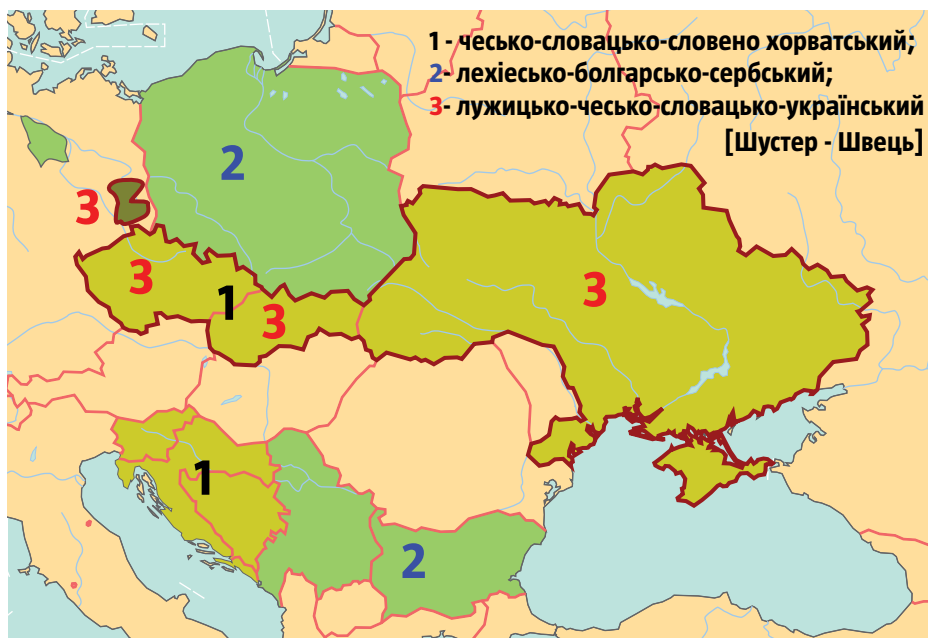 1 - чесько-словацько-словено хорватський;
2- лехіесько-болгарсько-сербський;
3- лужицько-чесько-словацько-український
[Шустер - Швець]
2
3
3
1
3
3
1
2